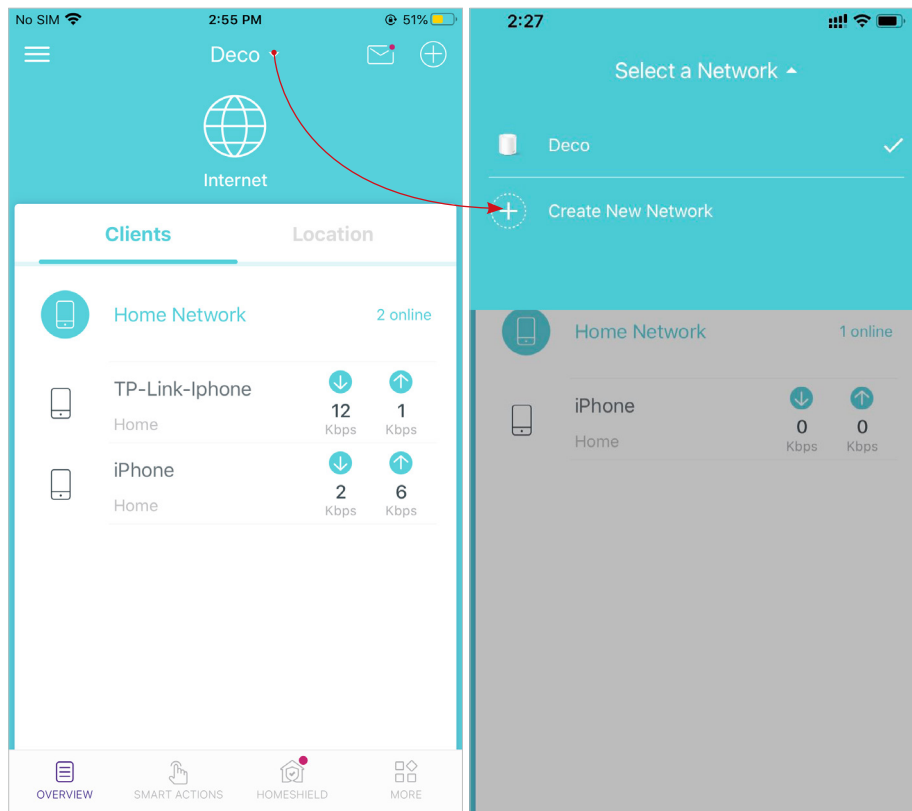 No SIM 2:55 PM 51%
Deco
Internet
Clients Location
Home Network 2 online
TP-Link-Iphone
12 1
Home Kbps Kbps
iPhone
2 6
Home Kbps Kbps
OVERVIEW SMART ACTIONS HOMESHIELD MORE
2:27
Select a Network
Deco
Create New Network
Home Network 1 online
iPhone
0 0
Home Kbps Kbps